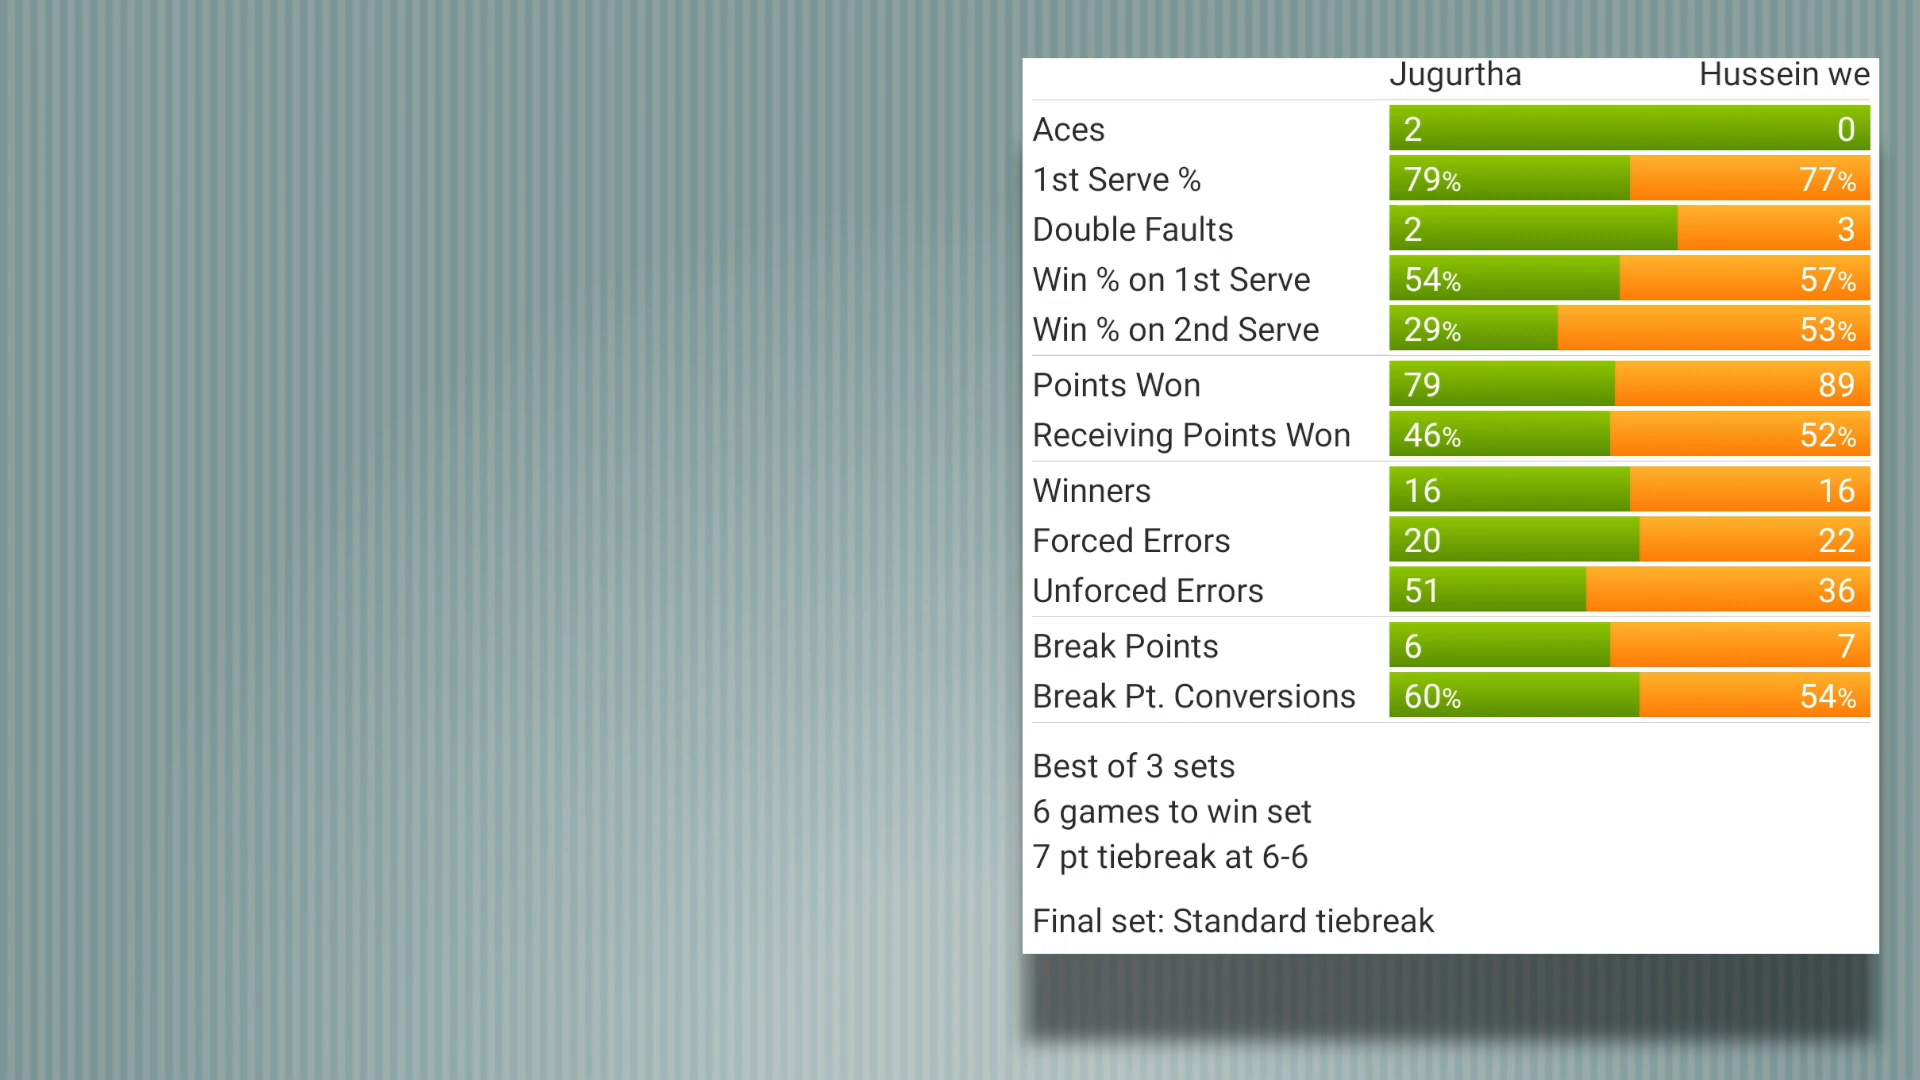 Jugurtha Hussein we
Aces 2 0
1st Serve % 79% 77%
Double Faults 2 3
Win % on 1st Serve 54% 57%
Win % on 2nd Serve 29% 53%
Points Won 79 89
Receiving Points Won 46% 52%
Winners 16 16
Forced Errors 20 22
Unforced Errors 51 36
Break Points 6 7
Break Pt. Conversions 60% 54%
Best of 3 sets
6 games to win set
7 pt tiebreak at 6-6
Final set: Standard tiebreak